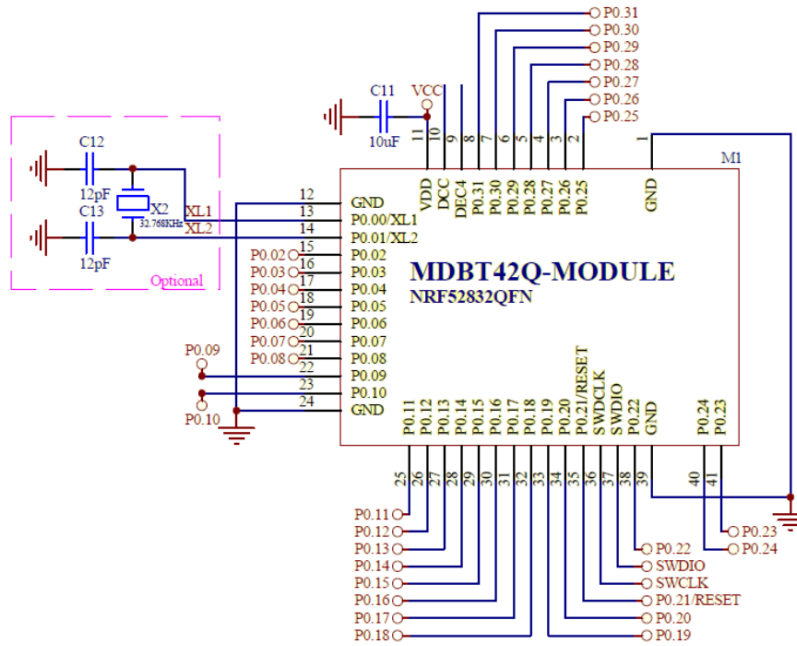 P0.31
P0.30
P0.29
P0.28
P0.27
P0.26
P0.25
C11
VCC
10uF
11
10
9
8
7
6
5
4
3
2
1
M1
VDD
DCC
DEC4
P0.31
P0.30
P0.29
P0.28
P0.27
P0.26
P0.25
GND
C12
12pF
C13
12pF
X2
32.768KHz
XL1
XL2
Optional
12 GND
13 P0.00/XL1
14 P0.01/XL2
P0.02 15 P0.02
P0.03 16 P0.03
P0.04 17 P0.04
P0.05 18 P0.05
P0.06 19 P0.06
P0.07 20 P0.07
P0.08 21 P0.08
P0.09 22 P0.09
P0.10 23 P0.10
24 GND
MDBT42Q-MODULE
NRF52832QFN
P0.11
P0.12
P0.13
P0.14
P0.15
P0.16
P0.17
P0.18
P0.19
P0.20
P0.21/RESET
SWDCLK
SWDIO
P0.22
GND
P0.24
P0.23
25
26
27
28
29
30
31
32
33
34
35
36
37
38
39
40
41
P0.11
P0.12
P0.13
P0.14
P0.15
P0.16
P0.17
P0.18
P0.23
P0.24
P0.22
SWDIO
SWCLK
P0.21/RESET
P0.20
P0.19